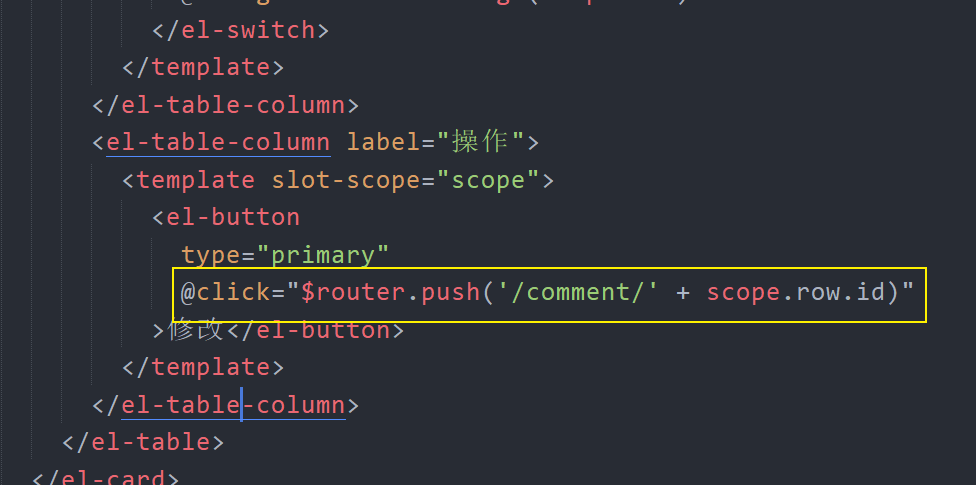 </el-switch>
</template>
</el-table-column>
<el-table-column label="操作">
<template slot-scope="scope">
<el-button
type="primary"
@click="$router.push('/comment/' + scope.row.id)"
>修改</el-button>
</template>
</el-table-column>
</el-table>
</el-card>